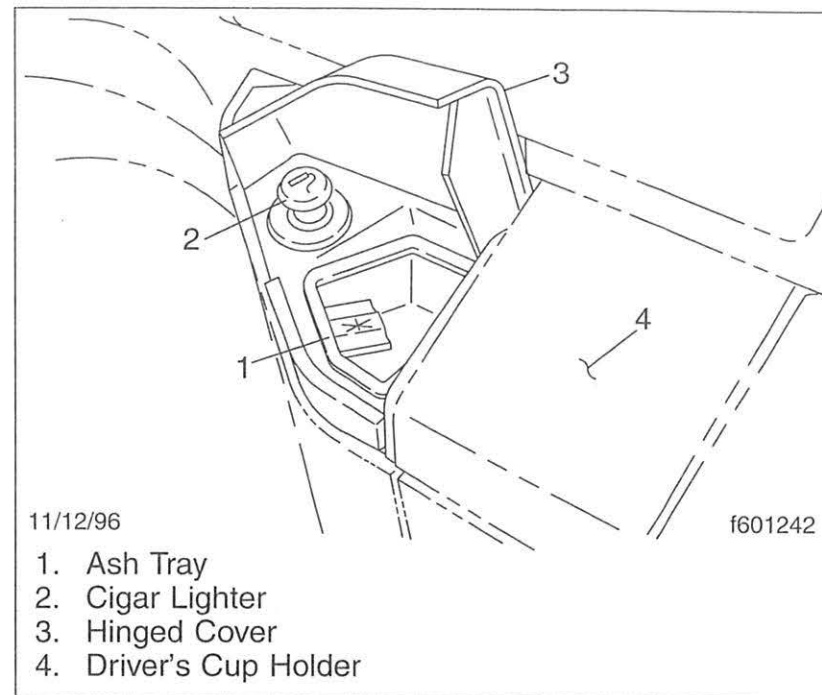 3
2
1
4
11/12/96
f601242
1. Ash Tray
2. Cigar Lighter
3. Hinged Cover
4. Driver's Cup Holder